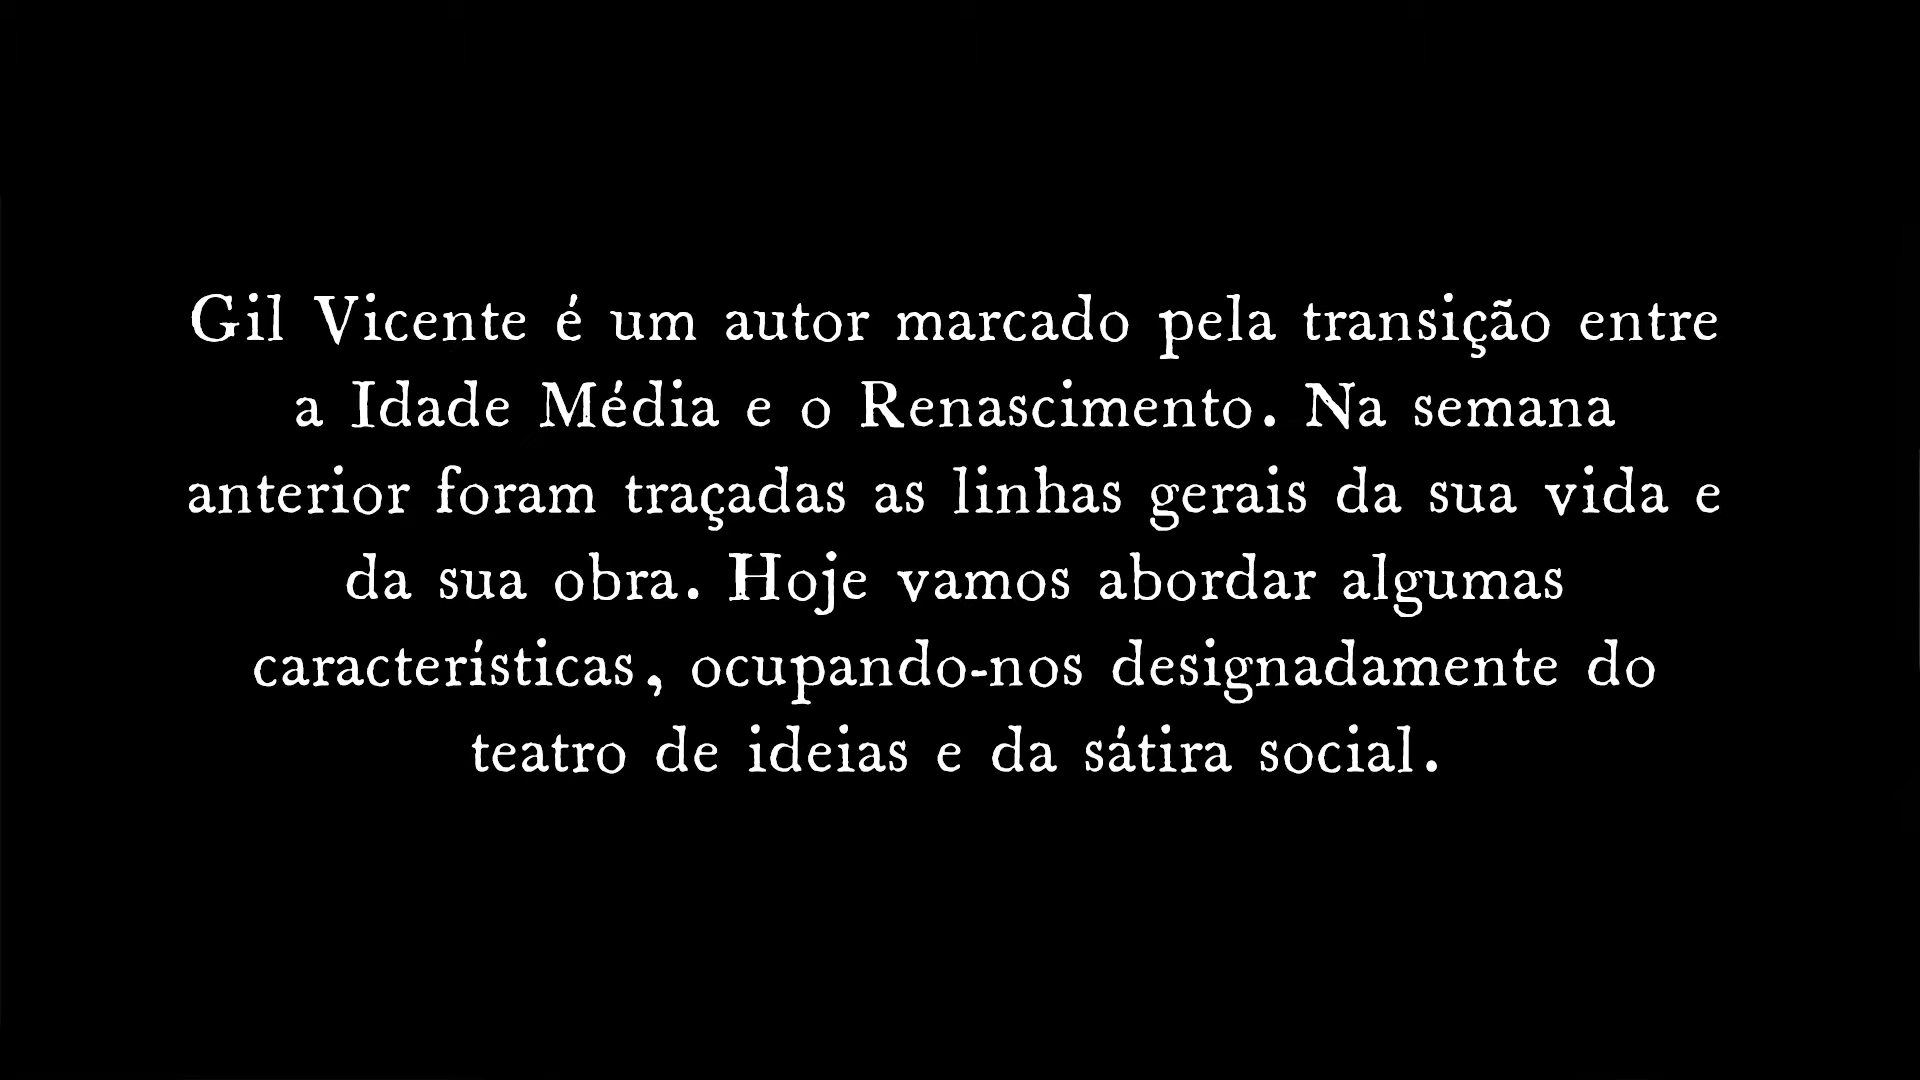 Gil Vicente é um autor marcado pela transição entre
a Idade Média e o Renascimento. Na semana
anterior foram traçadas as linhas gerais da sua vida e
da sua obra. Hoje vamos abordar algumas
características, ocupando-nos designadamente do
teatro de ideias e da sátira social.